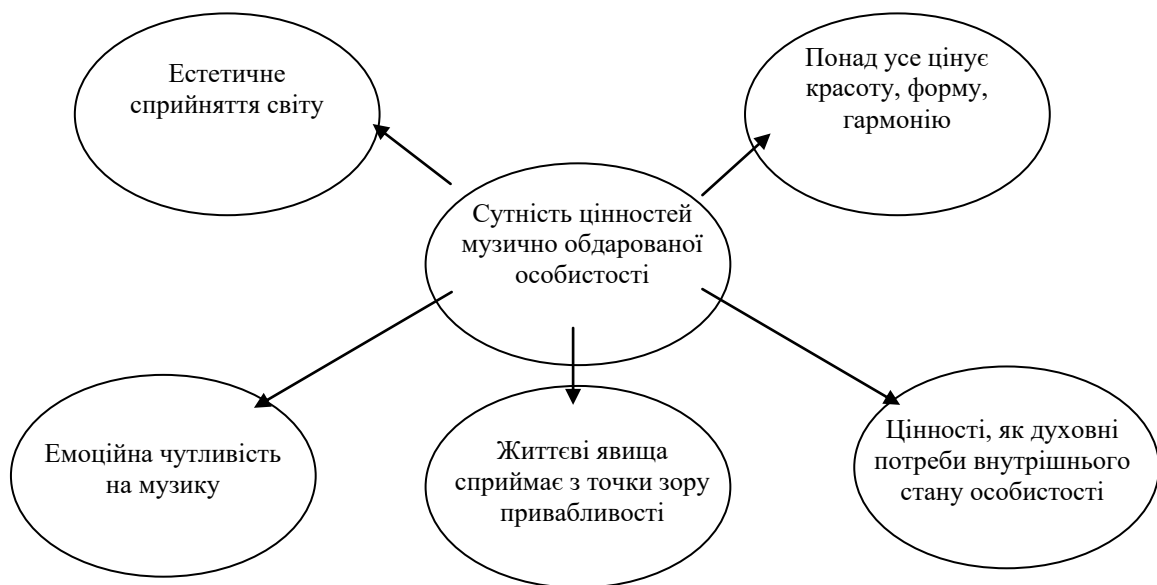 Естетичне
сприйняття світу
Понад усе цінує
красоту, форму,
гармонію
Сутність цінностей
музично обдарованої
особистості
Емоційна чутливість
на музику
Життєві явища
сприймає з точки зору
привабливості
Цінності, як духовні
потреби внутрішнього
стану особистості